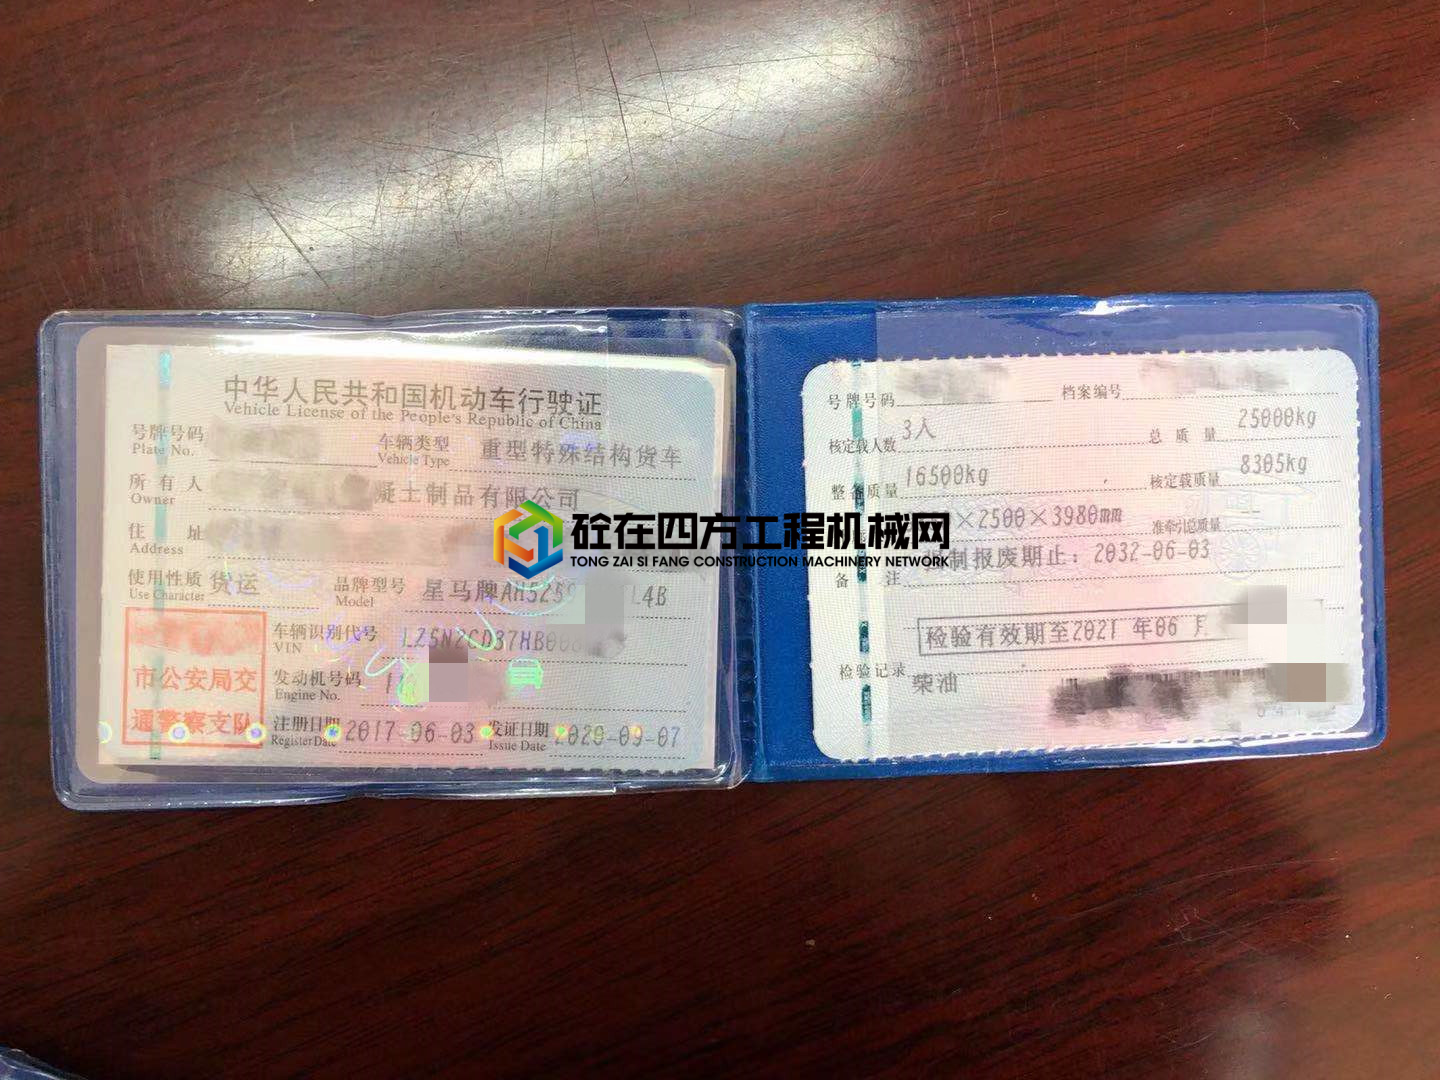 中华人民共和国机动车行驶证
Vehicle License of the People's Republic of China
号牌号码
Plate No.
车辆类型 重型特殊结构货车
Vehicle Type
所有人 凝土制品有限公司
Owner
住址
Address
使用性质 货运
Use Character
品牌型号 星马牌AH5259 L4B
Model
市公安局交
通警察支队
车辆识别代号 LZ5N2CD37HB00
VIN
发动机号码
Engine No.
注册日期 2017-06-03
Register Date
发证日期 2020-09-07
Issue Date
号牌号码 档案编号
核定载人数 3人 总质量 25000kg
整备质量 16500kg 核定载质量 8305kg
×2500×3980mm 准牵引总质量 --
备注 强制报废期止: 2032-06-03
检验有效期至2021 年06 月
检验记录
柴油
砼在四方工程机械网
TONG ZAI SI FANG CONSTRUCTION MACHINERY NETWORK